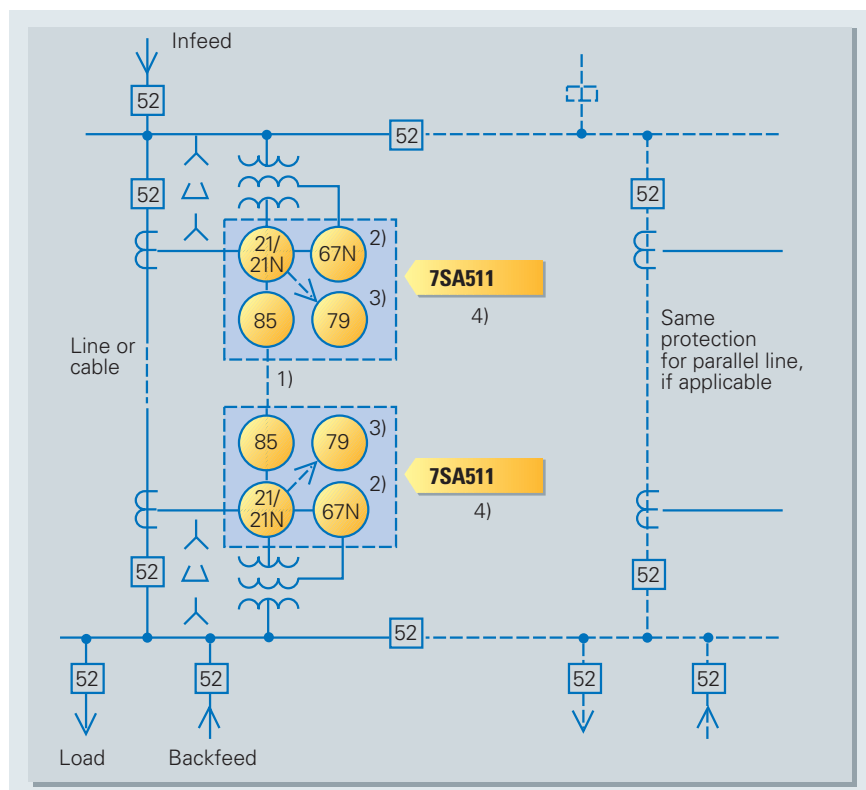 Infeed
52
52
52
52
21/
21N
67N
2)
85
79
3)
7SA511
4)
Line or
cable
1)
Same
protection
for parallel line,
if applicable
85
79
3)
21/
21N
67N
2)
7SA511
4)
52
52
52
52
52
52
52
Load
Backfeed